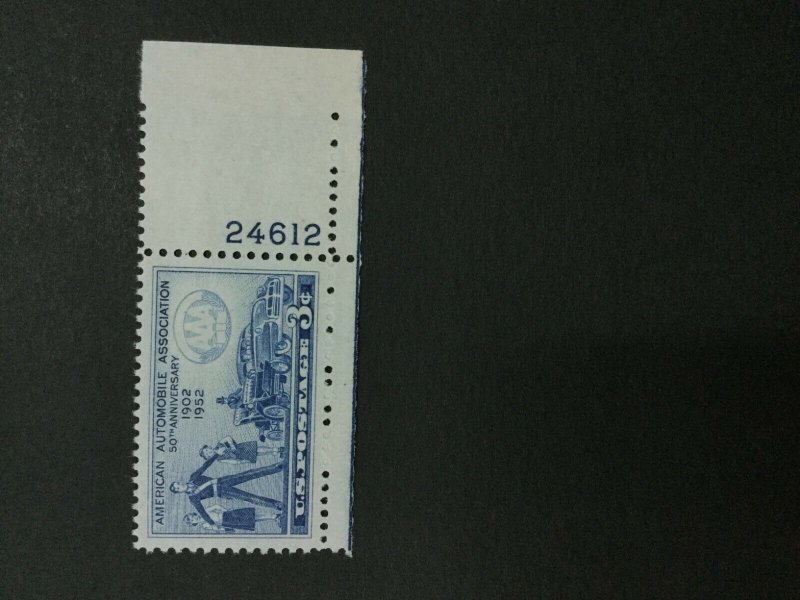 24612
AMERICAN AUTOMOBILE ASSOCIATION
50TH ANNIVERSARY
1902
1952
AAA
U.S. POSTAGE 3¢